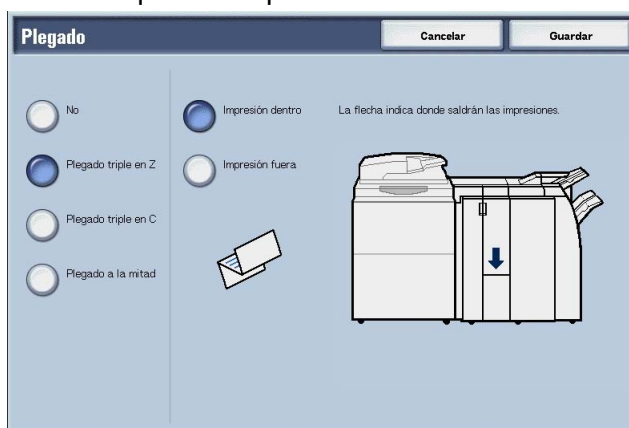 Plegado
Cancelar
Guardar
No
Plegado triple en Z
Plegado triple en C
Plegado a la mitad
Impresión dentro
Impresión fuera
La flecha indica donde saldrán las impresiones.